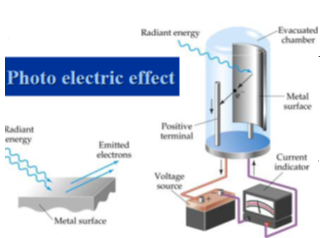 Radiant energy
Evacuated
chamber
Photo electric effect
Metal
surface
Positive
terminal
Radiant
energy
Emitted
electrons
Current
indicator
Voltage
source
Metal surface